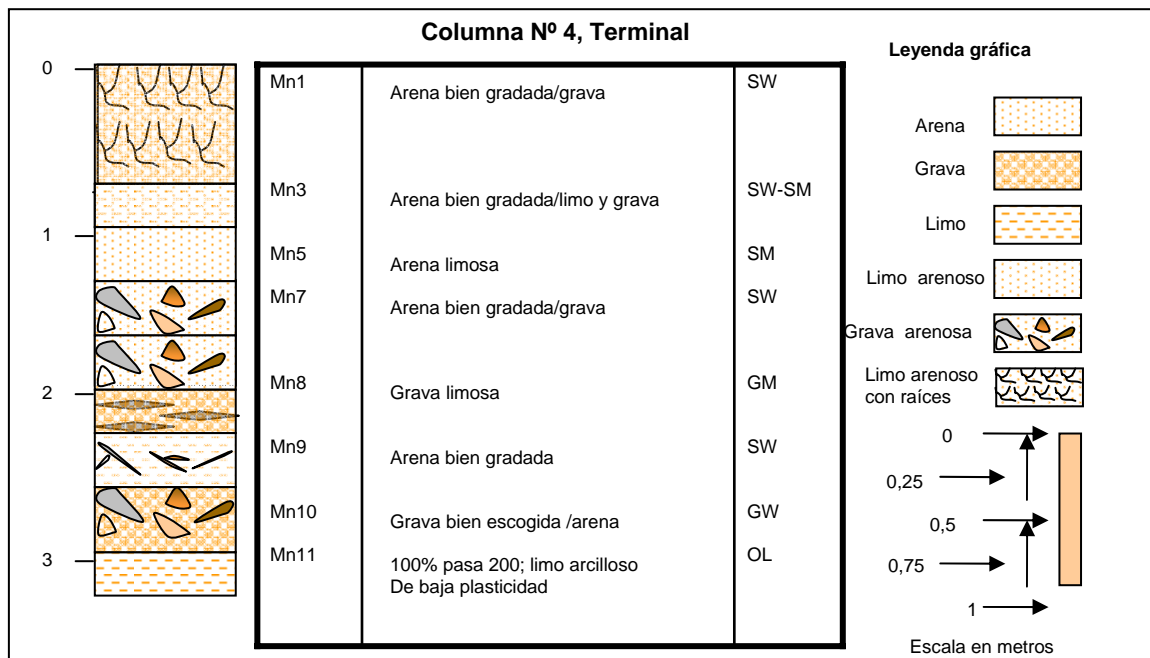 Columna Nº 4, Terminal
0
1
2
3
Mn1 Arena bien gradada/grava SW
Mn3 Arena bien gradada/limo y grava SW-SM
Mn5 Arena limosa SM
Mn7 Arena bien gradada/grava SW
Mn8 Grava limosa GM
Mn9 Arena bien gradada SW
Mn10 Grava bien escogida /arena GW
Mn11 100% pasa 200; limo arcilloso OL
De baja plasticidad
Leyenda gráfica
Arena
Grava
Limo
Limo arenoso
Grava arenosa
Limo arenoso
con raíces
0
0,25
0,5
0,75
1
Escala en metros